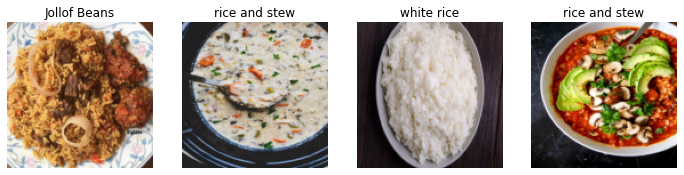 Jollof Beans
rice and stew
white rice
rice and stew